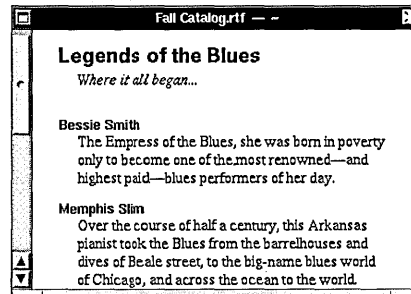 Fall Catalog.rtf — ~
Legends of the Blues
Where it all began...
Bessie Smith
The Empress of the Blues, she was born in poverty
only to become one of the most renowned—and
highest paid—blues performers of her day.
Memphis Slim
Over the course of half a century, this Arkansas
pianist took the Blues from the barrelhouses and
dives of Beale street, to the big-name blues world
of Chicago, and across the ocean to the world